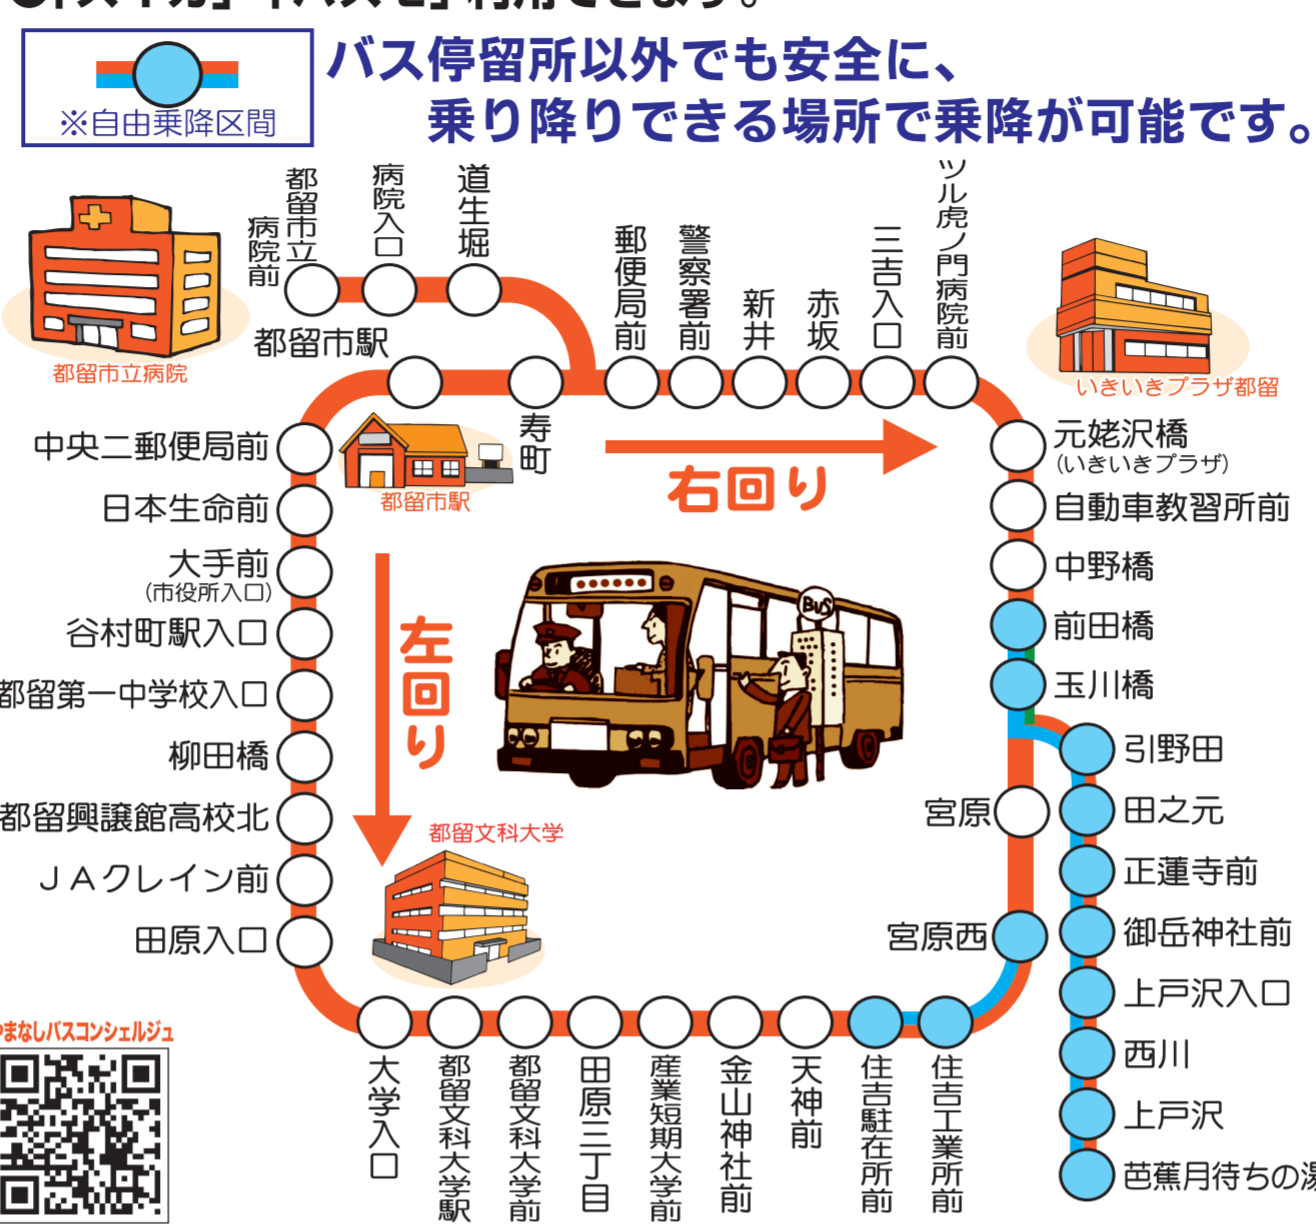 利用できます。
バス停留所以外でも安全に、
乗り降りできる場所で乗降が可能です。
※自由乗降区間
都留市立
病院前
病院入口
道生堀
都留市立病院
都留市駅
寿町
郵便局前
警察署前
新井
赤坂
三吉入口
ツル虎ノ門病院前
いきいきプラザ都留
都留市駅
右回り
左回り
BUS
元姥沢橋
(いきいきプラザ)
自動車教習所前
中野橋
前田橋
玉川橋
引野田
田之元
正蓮寺前
御岳神社前
上戸沢入口
西川
上戸沢
芭蕉月待ちの湯
宮原
宮原西
中央二郵便局前
日本生命前
大手前
(市役所入口)
谷村町駅入口
都留第一中学校入口
柳田橋
都留興譲館高校北
JAクレイン前
田原入口
都留文科大学
大学入口
都留文科大学駅
都留文科大学前
田原三丁目
産業短期大学前
金山神社前
天神前
住吉駐在所前
住吉工業所前
やまなしバスコンシェルジュ